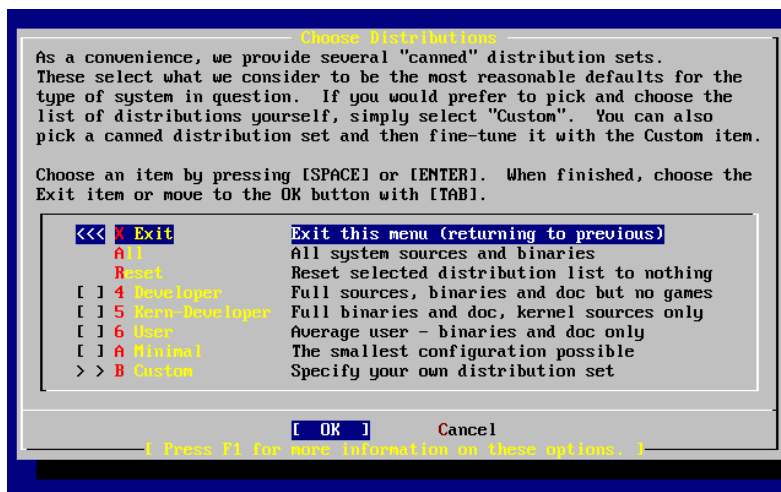 Choose Distributions
As a convenience, we provide several "canned" distribution sets.
These select what we consider to be the most reasonable defaults for the
type of system in question.  If you would prefer to pick and choose the
list of distributions yourself, simply select "Custom".  You can also
pick a canned distribution set and then fine-tune it with the Custom item.
Choose an item by pressing [SPACE] or [ENTER].  When finished, choose the
Exit item or move to the OK button with [TAB].
<<< X Exit Exit this menu (returning to previous)
All All system sources and binaries
Reset Reset selected distribution list to nothing
[ ] 4 Developer Full sources, binaries and doc but no games
[ ] 5 Kern-Developer Full binaries and doc, kernel sources only
[ ] 6 User Average user - binaries and doc only
[ ] A Minimal The smallest configuration possible
> > B Custom Specify your own distribution set
[ OK ] Cancel
[ Press F1 for more information on these options. ]